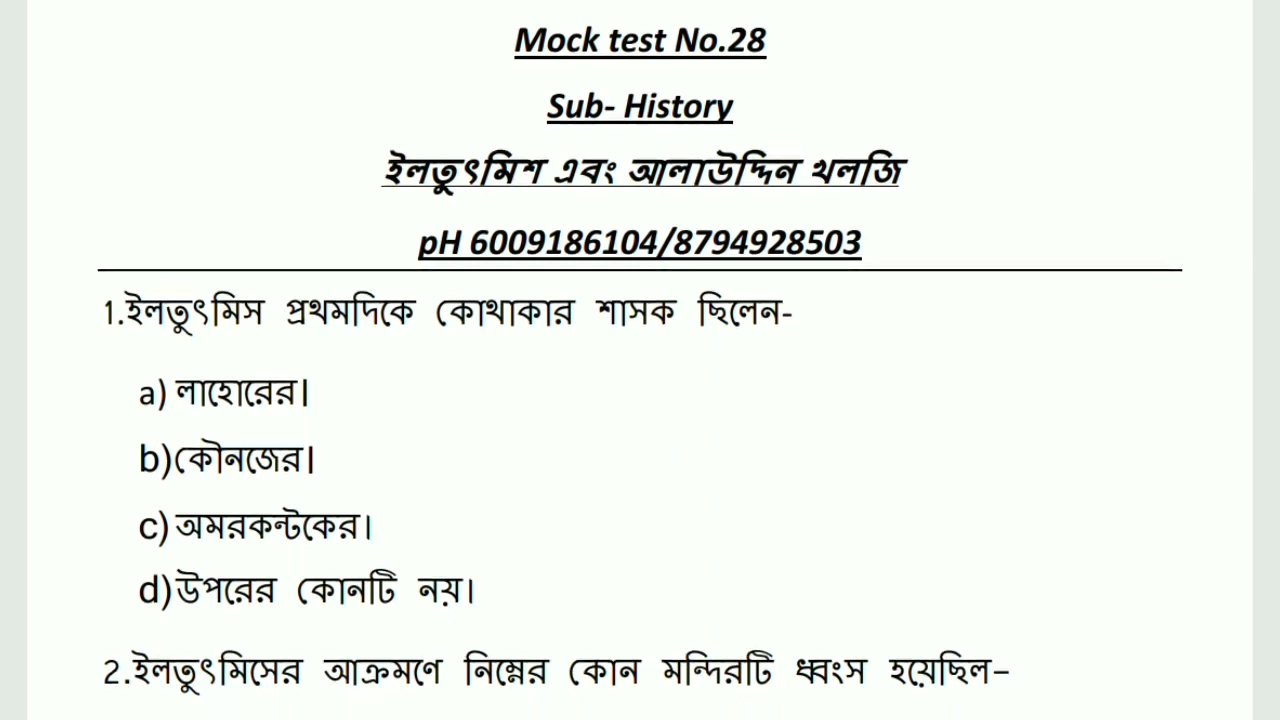 Mock test No.28
Sub- History
ইলতুৎমিশ এবং আলাউদ্দিন খলজি
pH 6009186104/8794928503
1.ইলতুৎমিস প্রথমদিকে কোথাকার শাসক ছিলেন-
a) লাহোরের।
b)কৌনজের।
c) অমরকন্টকের।
d)উপরের কোনটি নয়।
2.ইলতুৎমিসের আক্রমণে নিম্নের কোন মন্দিরটি ধ্বংস হয়েছিল–